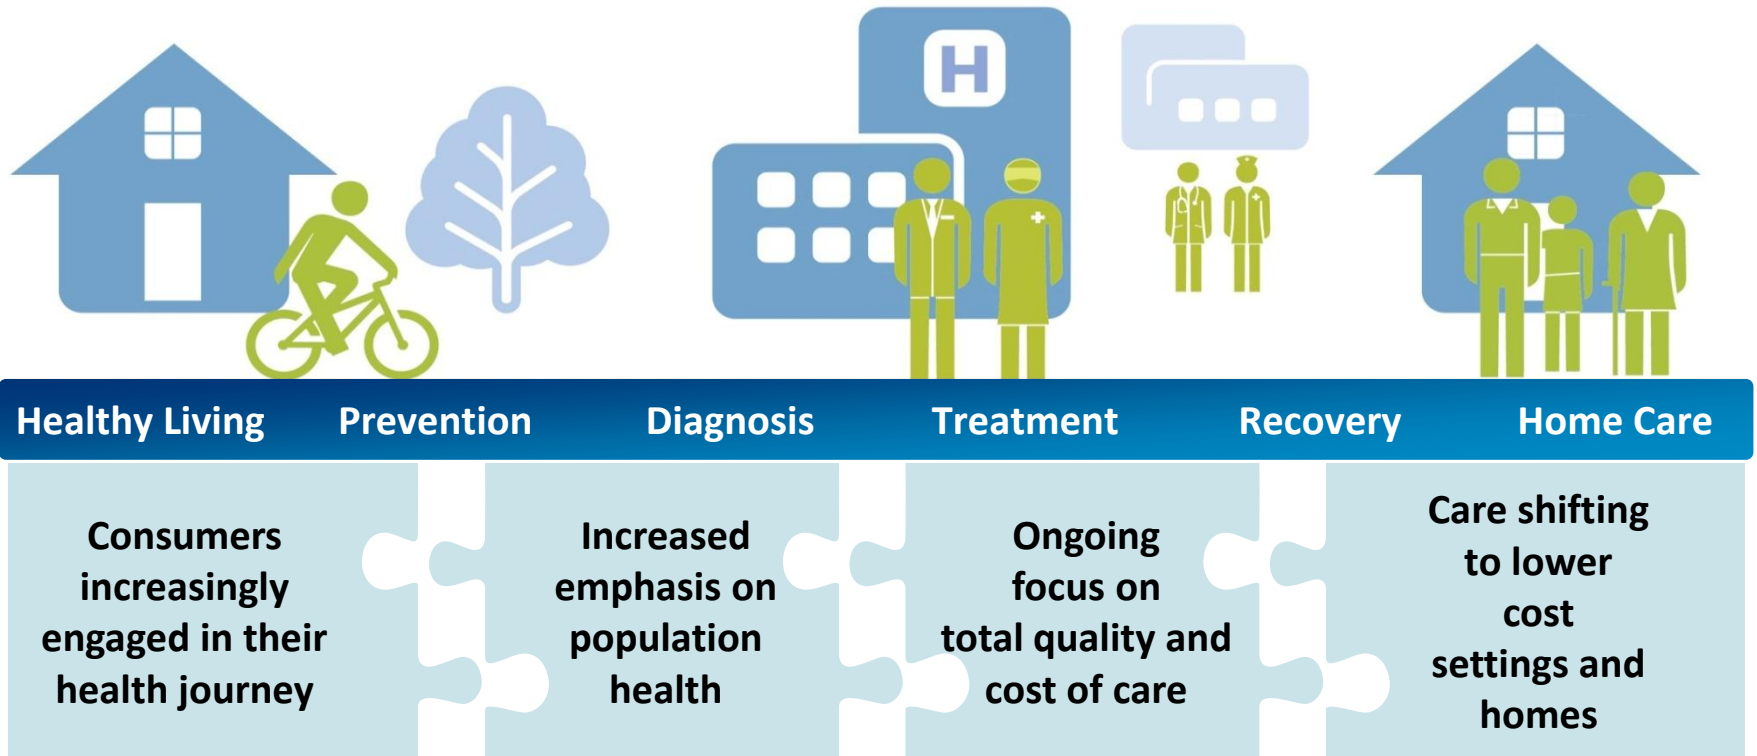 H
Healthy Living Prevention Diagnosis Treatment Recovery Home Care
Consumers
increasingly
engaged in their
health journey
Increased
emphasis on
population
health
Ongoing
focus on
total quality and
cost of care
Care shifting
to lower
cost
settings and
homes